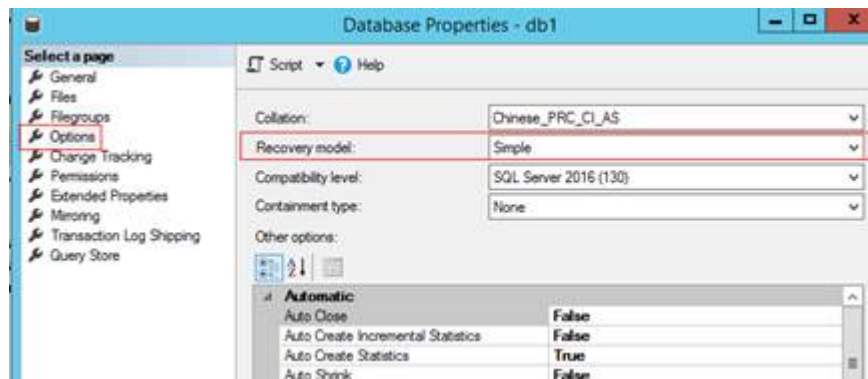 Database Properties - db1
Select a page
General
Files
Filegroups
Options
Change Tracking
Permissions
Extended Properties
Mirroring
Transaction Log Shipping
Query Store
Script
Help
Collation: Chinese_PRC_CI_AS
Recovery model: Simple
Compatibility level: SQL Server 2016 (130)
Containment type: None
Other options:
Automatic
Auto Close False
Auto Create Incremental Statistics False
Auto Create Statistics True
Auto Shrink False